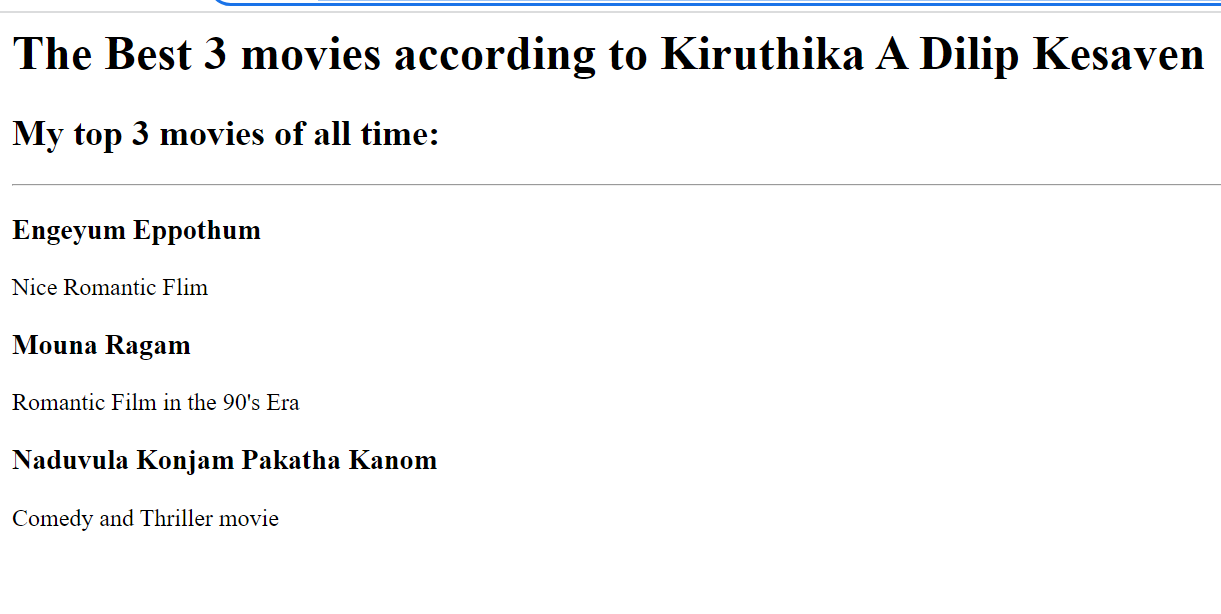 The Best 3 movies according to Kiruthika A Dilip Kesaven
My top 3 movies of all time:
Engeyum Eppothum
Nice Romantic Flim
Mouna Ragam
Romantic Film in the 90's Era
Naduvula Konjam Pakatha Kanom
Comedy and Thriller movie